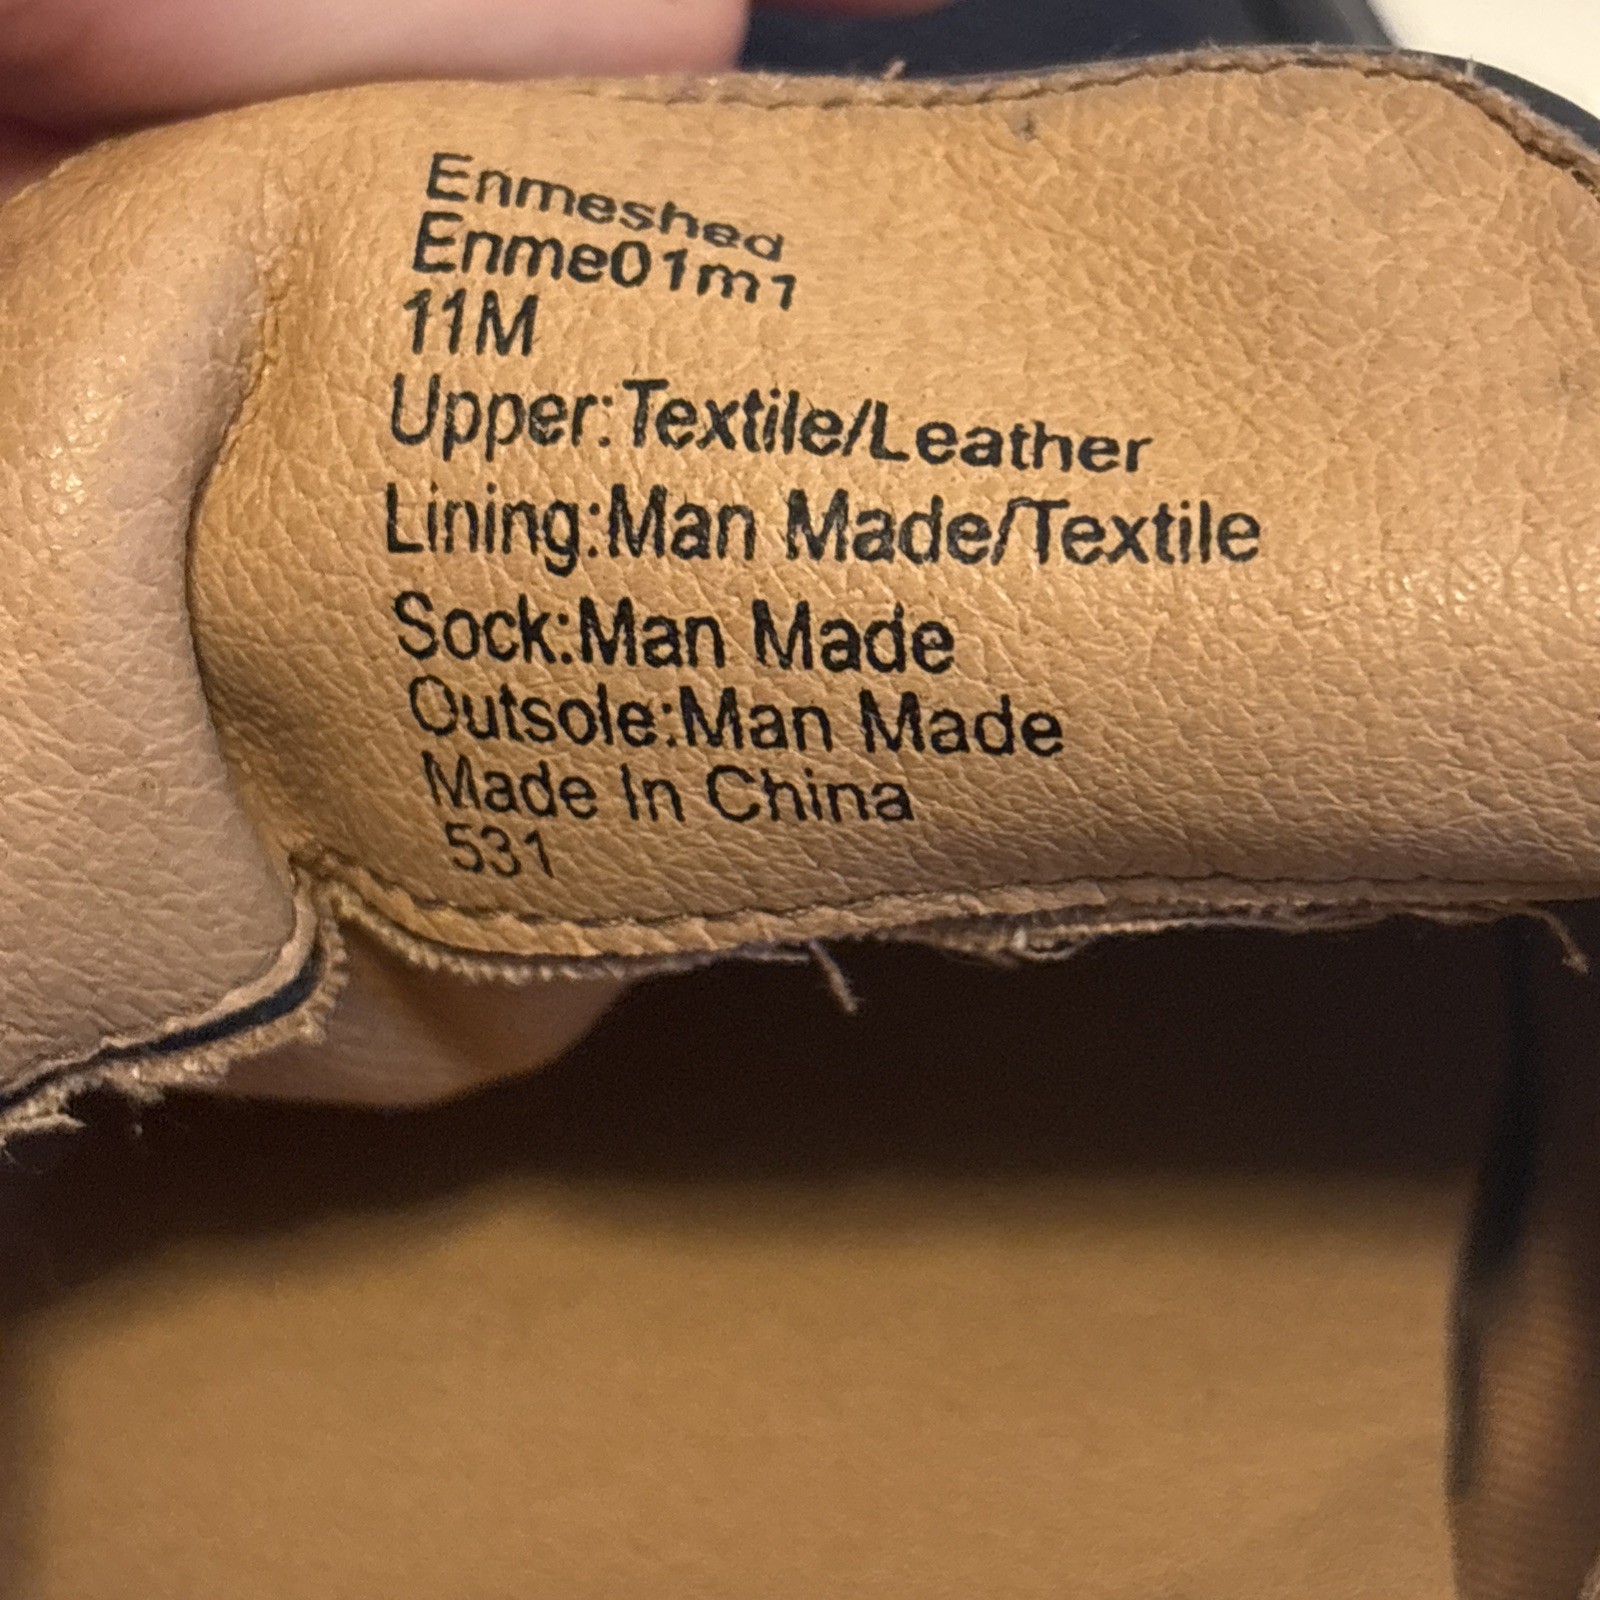 Enmeshed
Enme01m1
11M
Upper:Textile/Leather
Lining:Man Made/Textile
Sock:Man Made
Outsole:Man Made
Made In China
531